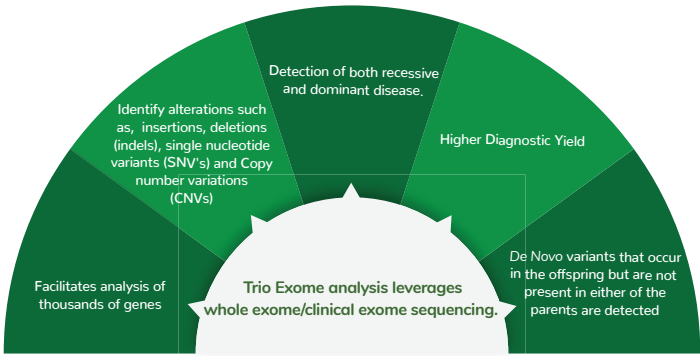 Detection of both recessive
and dominant disease.
Identify alterations such
as, insertions, deletions
(indels), single nucleotide
variants (SNV's) and Copy
number variations
(CNVs)
Higher Diagnostic Yield
Facilitates analysis of
thousands of genes
De Novo variants that occur
in the offspring but are not
present in either of the
parents are detected
Trio Exome analysis leverages
whole exome/clinical exome sequencing.